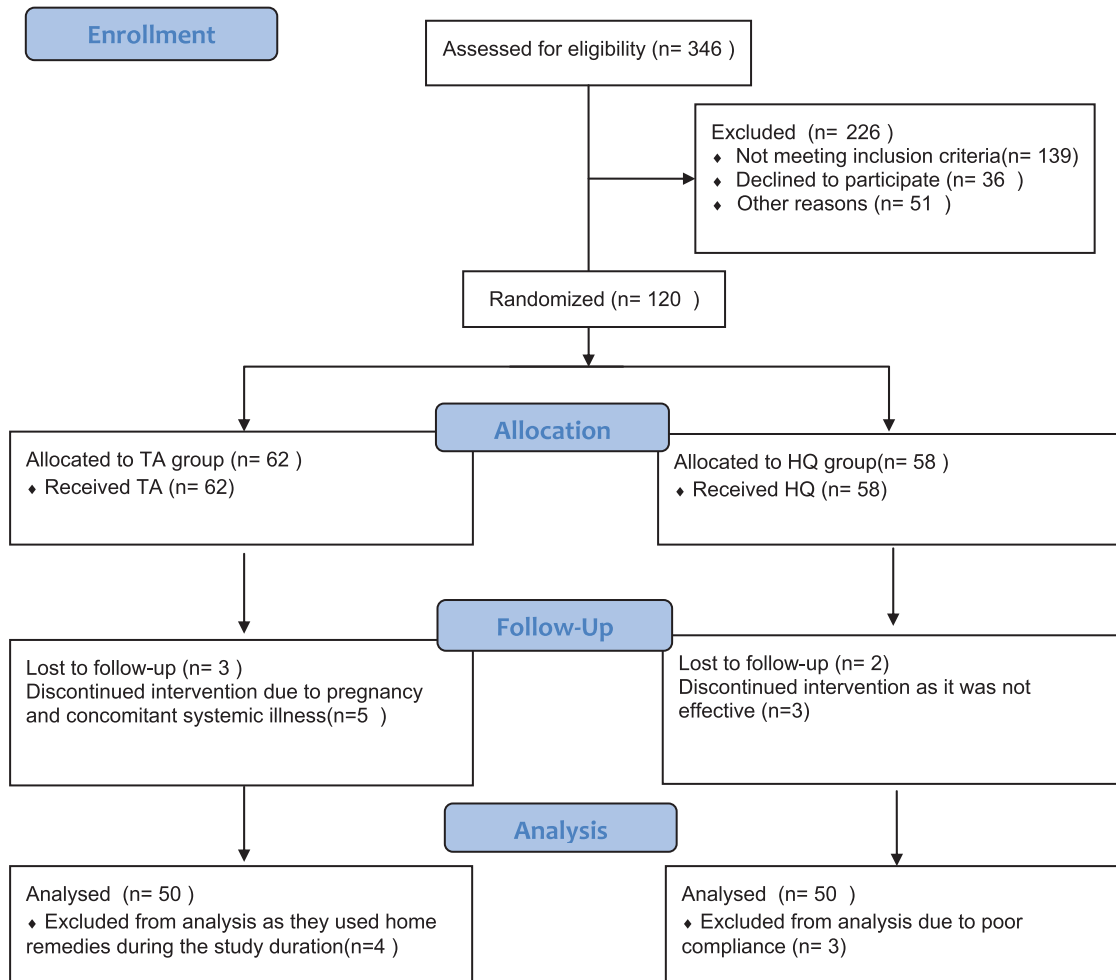 Enrollment
Assessed for eligibility (n= 346 )
Excluded (n= 226 )
♦ Not meeting inclusion criteria(n= 139)
♦ Declined to participate (n= 36 )
♦ Other reasons (n= 51 )
Randomized (n= 120 )
Allocation
Allocated to TA group (n= 62 )
♦ Received TA (n= 62)
Allocated to HQ group(n= 58 )
♦ Received HQ (n= 58)
Follow-Up
Lost to follow-up (n= 3 )
Discontinued intervention due to pregnancy
and concomitant systemic illness(n=5 )
Lost to follow-up (n= 2)
Discontinued intervention as it was not
effective (n=3)
Analysis
Analysed (n= 50 )
♦ Excluded from analysis as they used home
remedies during the study duration(n=4 )
Analysed (n= 50 )
♦ Excluded from analysis due to poor
compliance (n= 3)